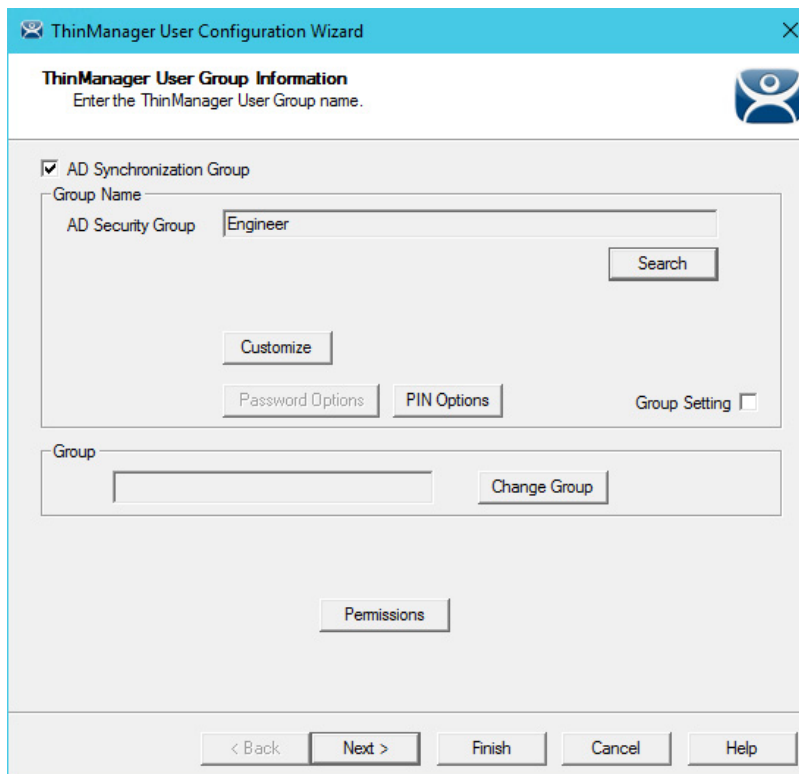 ThinManager User Configuration Wizard
ThinManager User Group Information
Enter the ThinManager User Group name.
AD Synchronization Group
Group Name
AD Security Group Engineer
Search
Customize
Password Options PIN Options Group Setting
Group
Change Group
Permissions
< Back Next > Finish Cancel Help